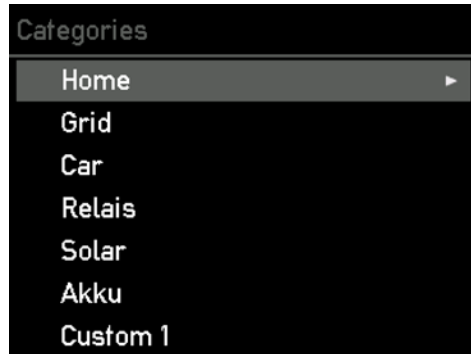 Categories
Home
Grid
Car
Relais
Solar
Akku
Custom 1